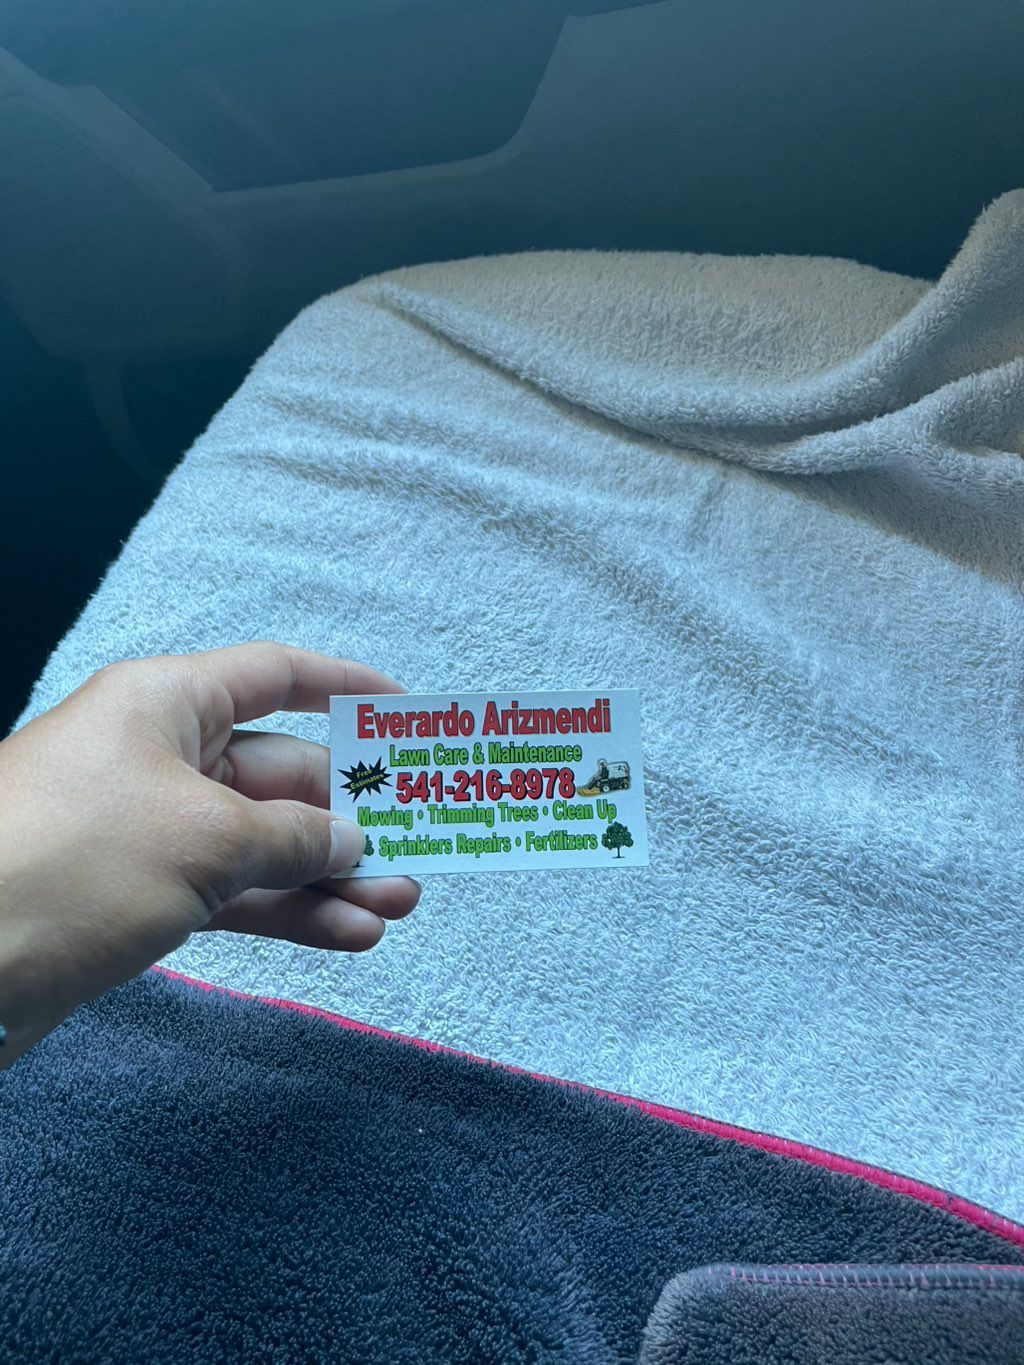 Everardo Arizmendi
Lawn Care & Maintenance
Free
Estimates
541-216-8978
Mowing • Trimming Trees • Clean Up
Sprinklers Repairs • Fertilizers